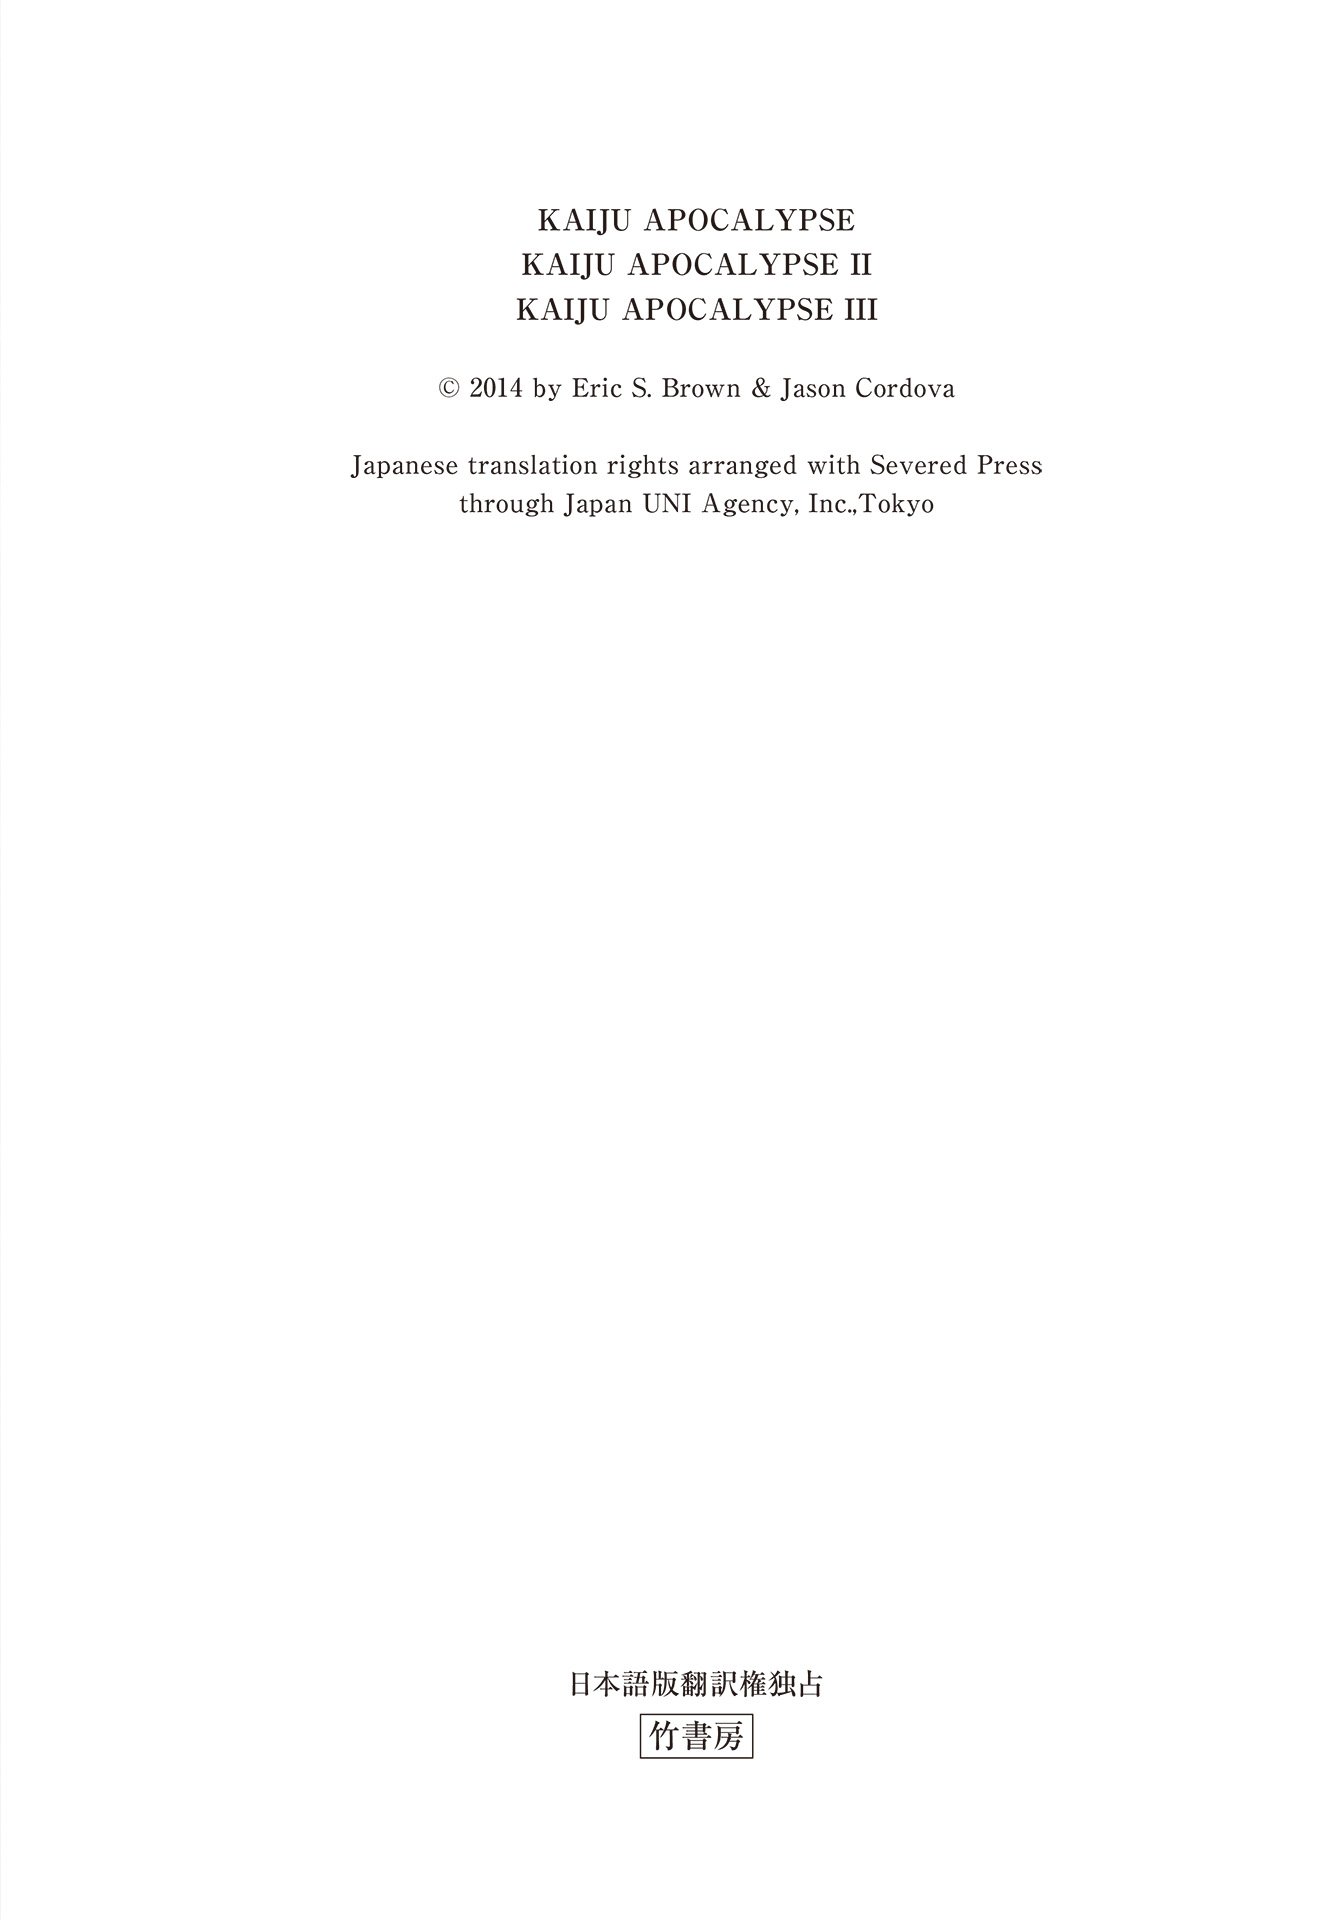 KAIJU APOCALYPSE
KAIJU APOCALYPSE II
KAIJU APOCALYPSE III
© 2014 by Eric S. Brown & Jason Cordova
Japanese translation rights arranged with Severed Press
through Japan UNI Agency, Inc.,Tokyo
日本語版翻訳権独占
竹書房